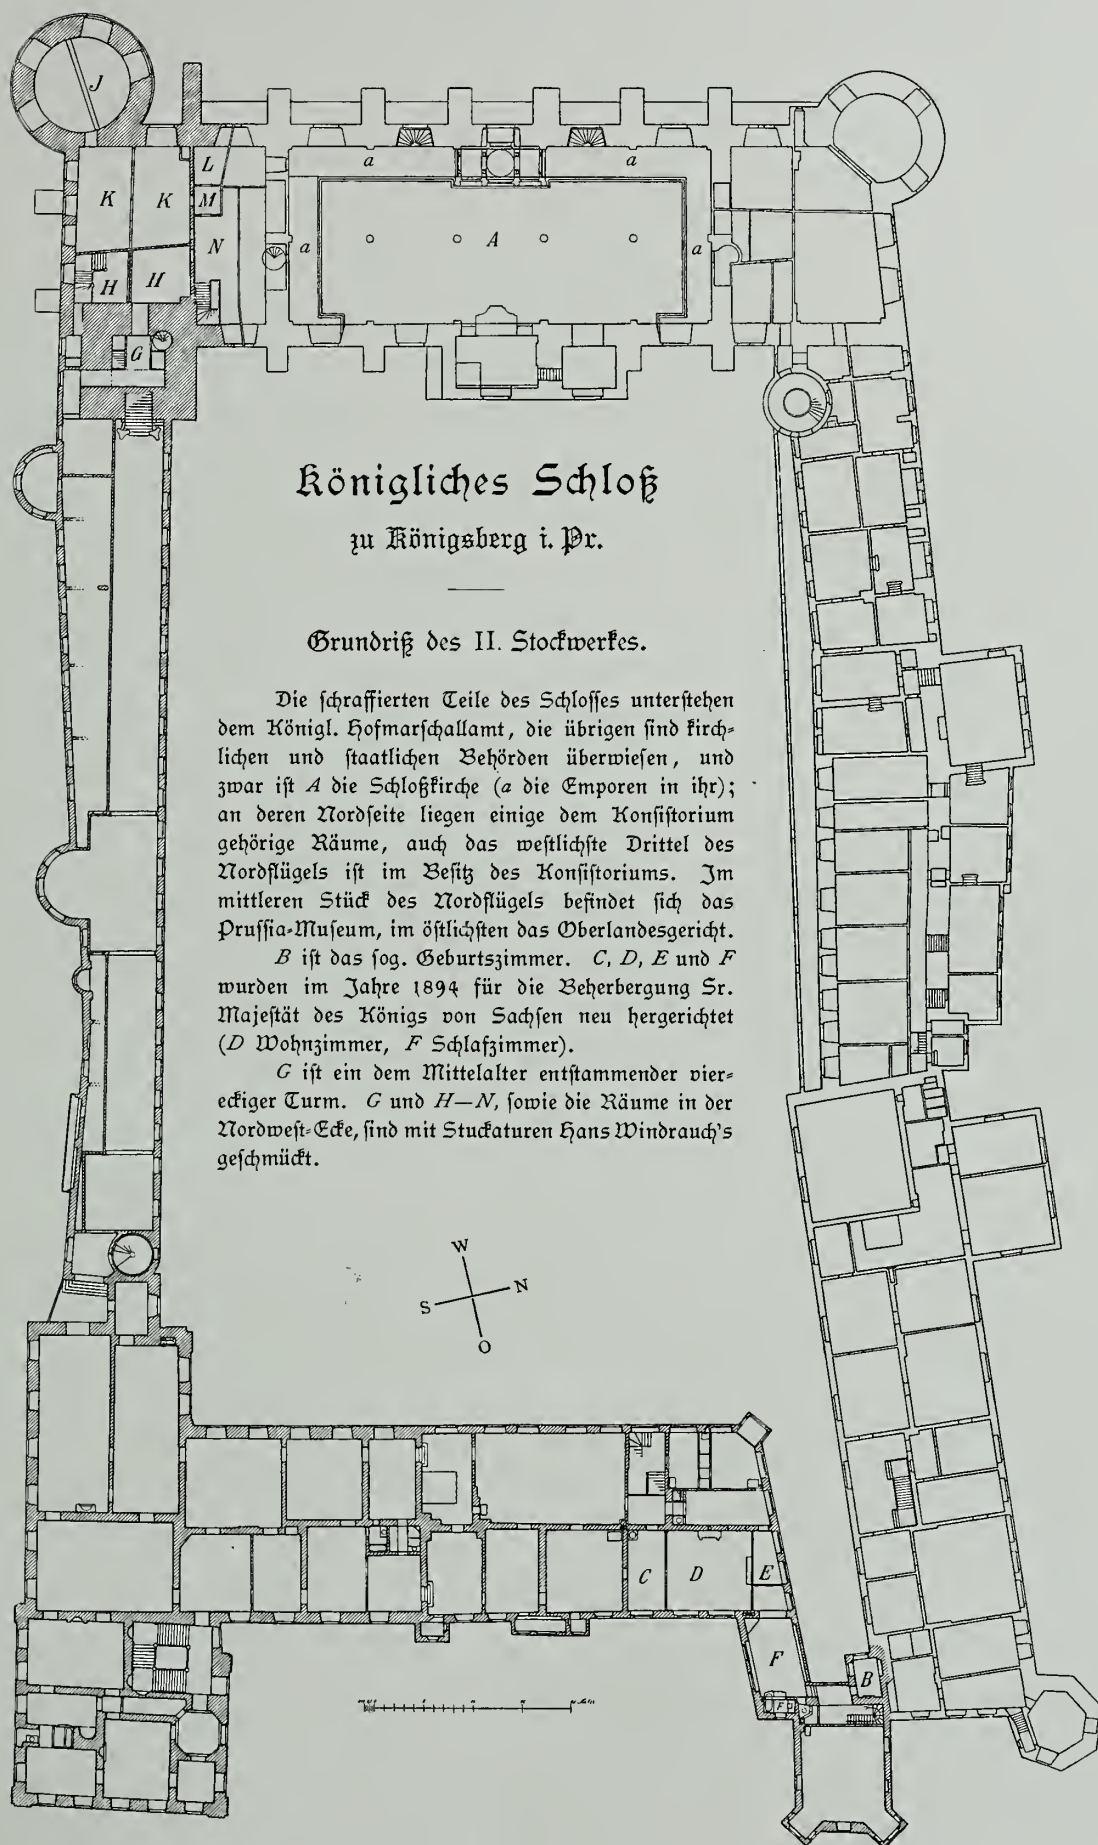 J
L
a
a
K
K
M
A
N
a
a
H
H
G
Königliches Schloß
zu Königsberg i. Pr.
Grundriß des II. Stockwerkes.
Die schraffierten Teile des Schlosses unterstehen
dem Königl. Hofmarschallamt, die übrigen sind kirch-
lichen und staatlichen Behörden überwiesen, und
zwar ist A die Schloßkirche (a die Emporen in ihr);
an deren Nordseite liegen einige dem Konsistorium
gehörige Räume, auch das westlichste Drittel des
Nordflügels ist im Besitz des Konsistoriums. Im
mittleren Stück des Nordflügels befindet sich das
Prussia-Museum, im östlichsten das Oberlandesgericht.
B ist das sog. Geburtszimmer. C, D, E und F
wurden im Jahre 1894 für die Beherbergung Sr.
Majestät des Königs von Sachsen neu hergerichtet
(D Wohnzimmer, F Schlafzimmer).
G ist ein dem Mittelalter entstammender vier-
eckiger Turm. G und H—N, sowie die Räume in der
Nordwest-Ecke, sind mit Stuckaturen Hans Windrauch's
geschmückt.
W
S
N
O
C
D
E
F
B
F